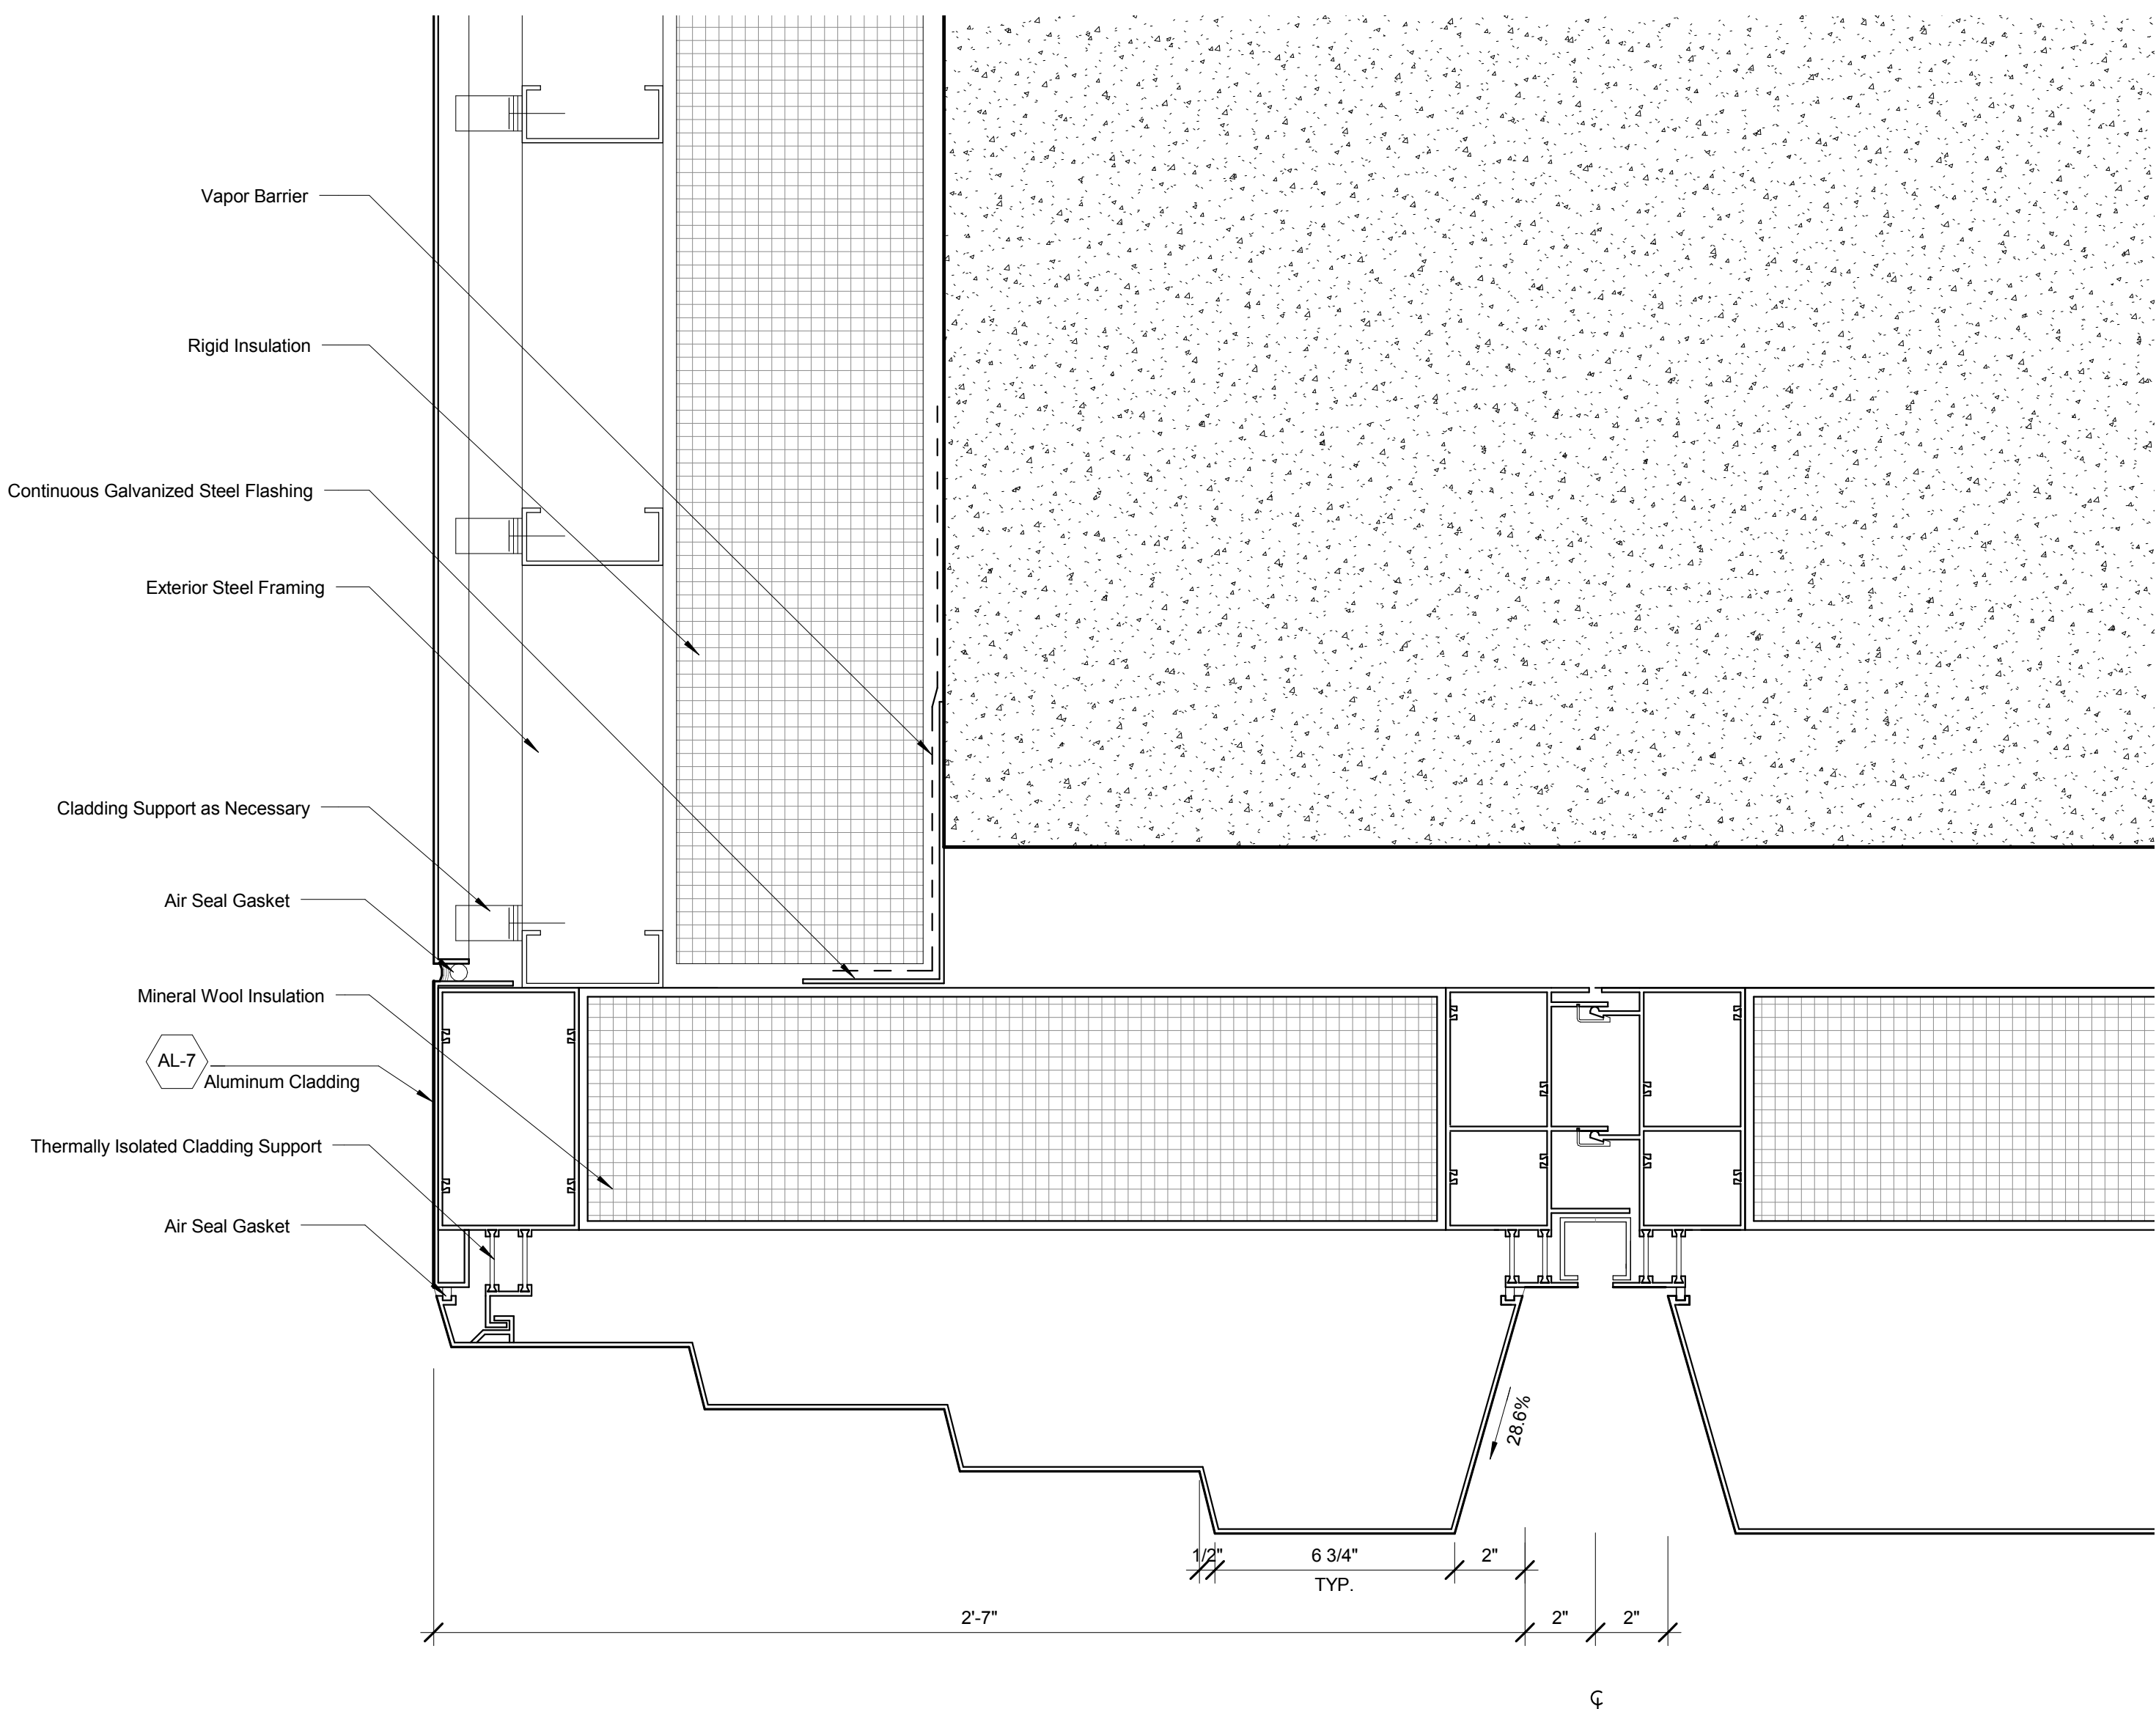 Vapor Barrier
Rigid Insulation
Continuous Galvanized Steel Flashing
Exterior Steel Framing
Cladding Support as Necessary
Air Seal Gasket
Mineral Wool Insulation
AL-7
Aluminum Cladding
Thermally Isolated Cladding Support
Air Seal Gasket
28.6%
1/2" 6 3/4" 2"
TYP.
2'-7" 2" 2"
℄